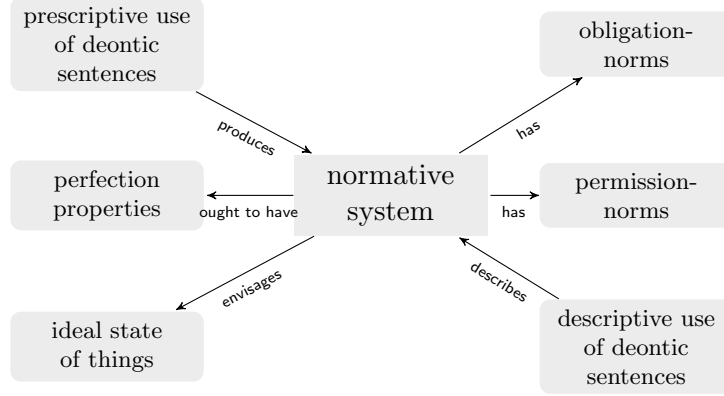 prescriptive use
of deontic
sentences
obligation-
norms
produces
has
perfection
properties
ought to have
normative
system
has
permission-
norms
envisages
describes
ideal state
of things
descriptive use
of deontic
sentences